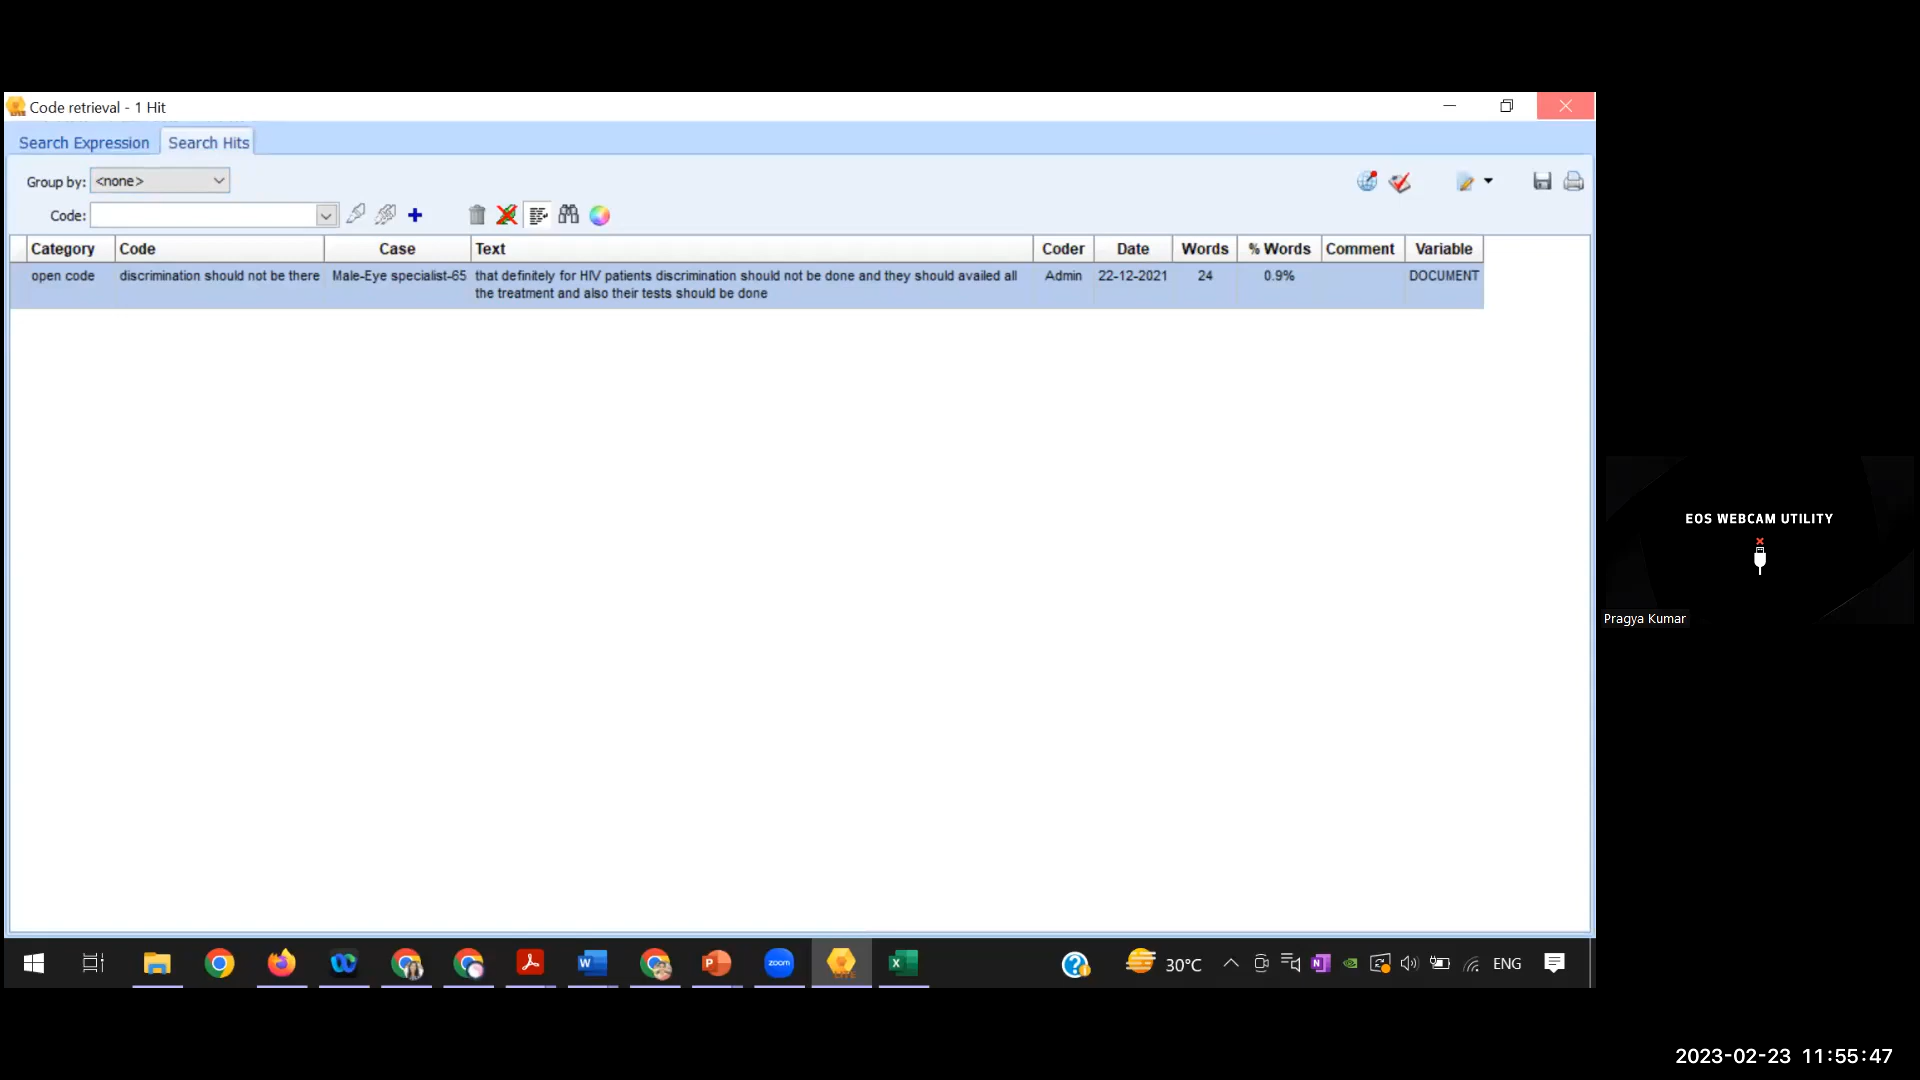 Code retrieval - 1 Hit
Search Expression
Search Hits
Group by: <none>
Code:
Category Code Case Text Coder Date Words % Words Comment Variable
open code discrimination should not be there Male-Eye specialist-65 that definitely for HIV patients discrimination should not be done and they should availed all Admin 22-12-2021 24 0.9% DOCUMENT
the treatment and also their tests should be done
EOS WEBCAM UTILITY
Pragya Kumar
W
P
zoom
X
N
30°C
ENG
2023-02-23 11:55:47